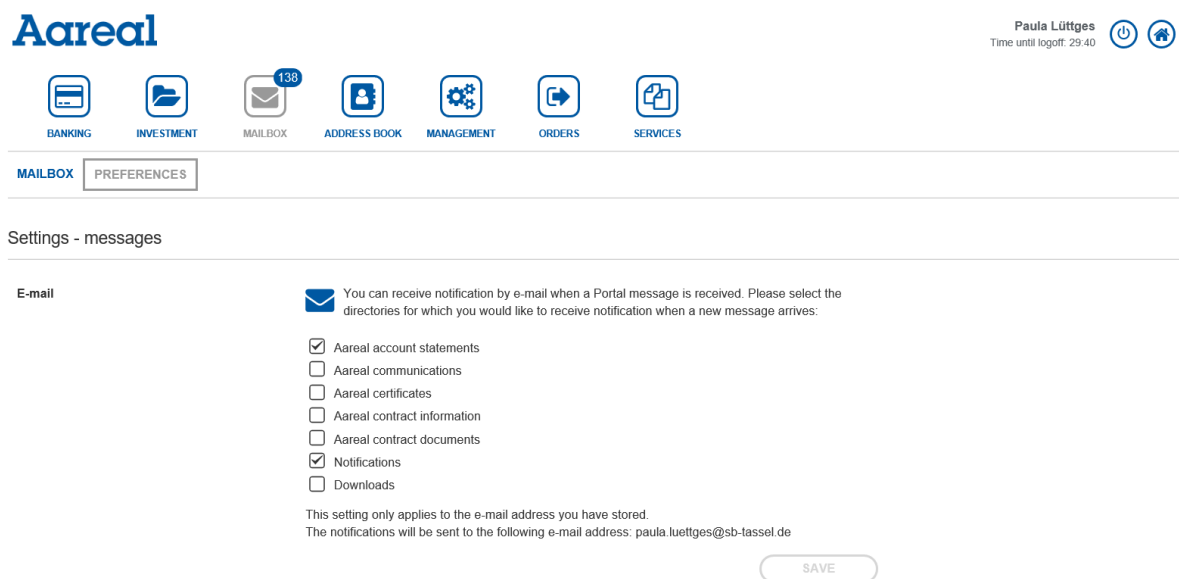 Aareal
Paula Lüttges
Time until logoff: 29:40
138
BANKING
INVESTMENT
MAILBOX
ADDRESS BOOK
MANAGEMENT
ORDERS
SERVICES
MAILBOX
PREFERENCES
Settings - messages
E-mail
You can receive notification by e-mail when a Portal message is received. Please select the
directories for which you would like to receive notification when a new message arrives:
Aareal account statements
Aareal communications
Aareal certificates
Aareal contract information
Aareal contract documents
Notifications
Downloads
This setting only applies to the e-mail address you have stored.
The notifications will be sent to the following e-mail address: paula.luettges@sb-tassel.de
SAVE